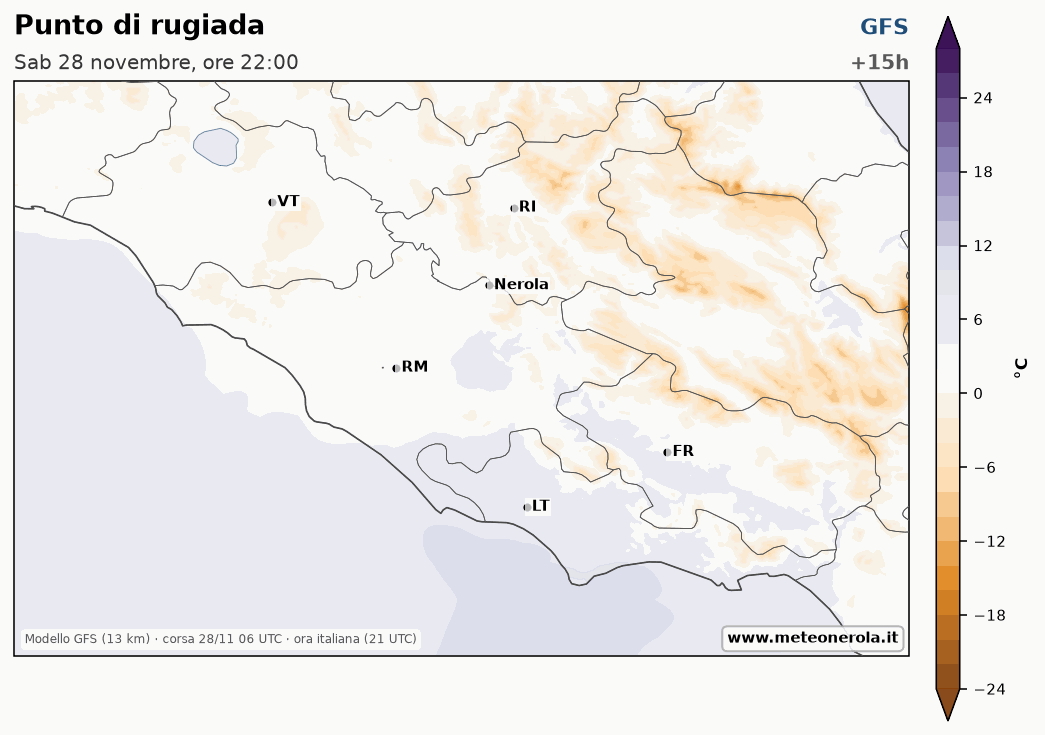 Punto di rugiada
GFS
Sab 28 novembre, ore 22:00
+15h
VT
RI
Nerola
RM
FR
LT
24
18
12
6
0
−6
−12
−18
−24
°C
Modello GFS (13 km) · corsa 28/11 06 UTC · ora italiana (21 UTC)
www.meteonerola.it